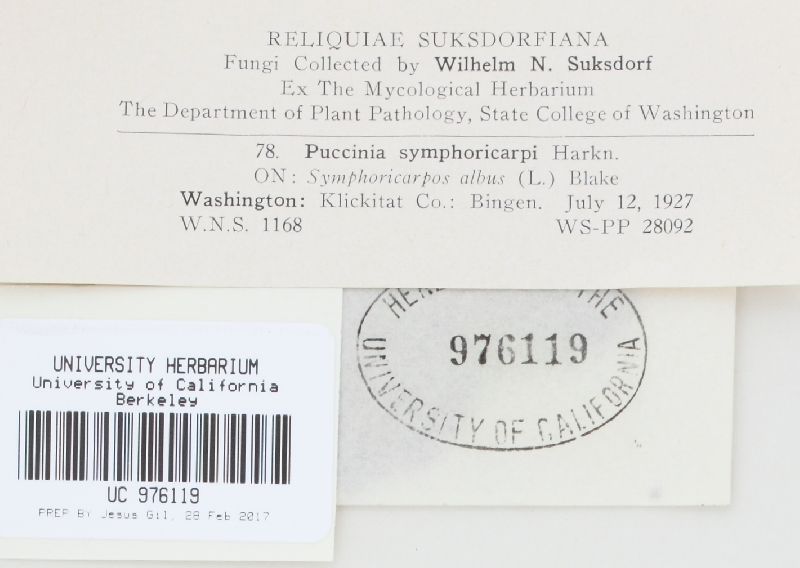 RELIQUIAE SUKSDORFIANA
Fungi Collected by Wilhelm N. Suksdorf
Ex The Mycological Herbarium
The Department of Plant Pathology, State College of Washington
78. Puccinia symphoricarpi Harkn.
ON: Symphoricarpos albus (L.) Blake
Washington: Klickitat Co.: Bingen. July 12, 1927
W.N.S. 1168 WS-PP 28092
THE
976119
UNIVERSITY OF CALIFORNIA
UNIVERSITY HERBARIUM
University of California
Berkeley
UC 976119
PREP BY Jesus Gil, 28 Feb 2017